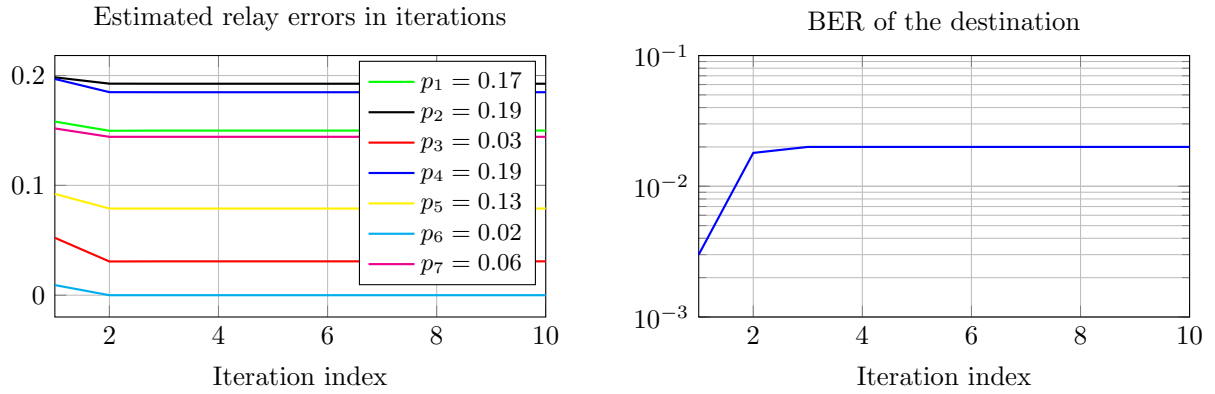 Estimated relay errors in iterations
0.2
0.1
0
2 4 6 8 10
Iteration index
p₁ = 0.17
p₂ = 0.19
p₃ = 0.03
p₄ = 0.19
p₅ = 0.13
p₆ = 0.02
p₇ = 0.06
BER of the destination
10⁻¹
10⁻²
10⁻³
2 4 6 8 10
Iteration index